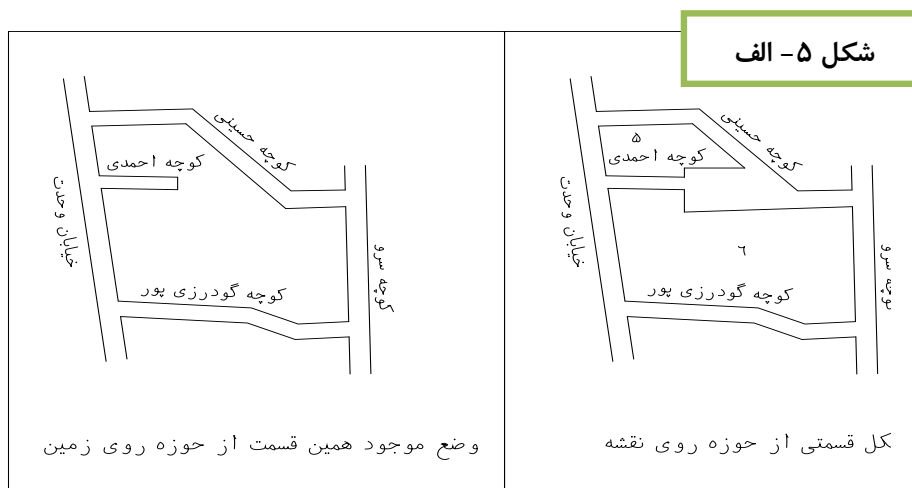 شکل ۵- الف
کوچه حسینی
۵
کوچه احمدی
خیابان وحدت
کوچه سرو
۶
کوچه گودرزی پور
کل قسمتی از حوزه روی نقشه
کوچه حسینی
کوچه احمدی
خیابان وحدت
کوچه سرو
کوچه گودرزی پور
وضع موجود همین قسمت از حوزه روی زمین